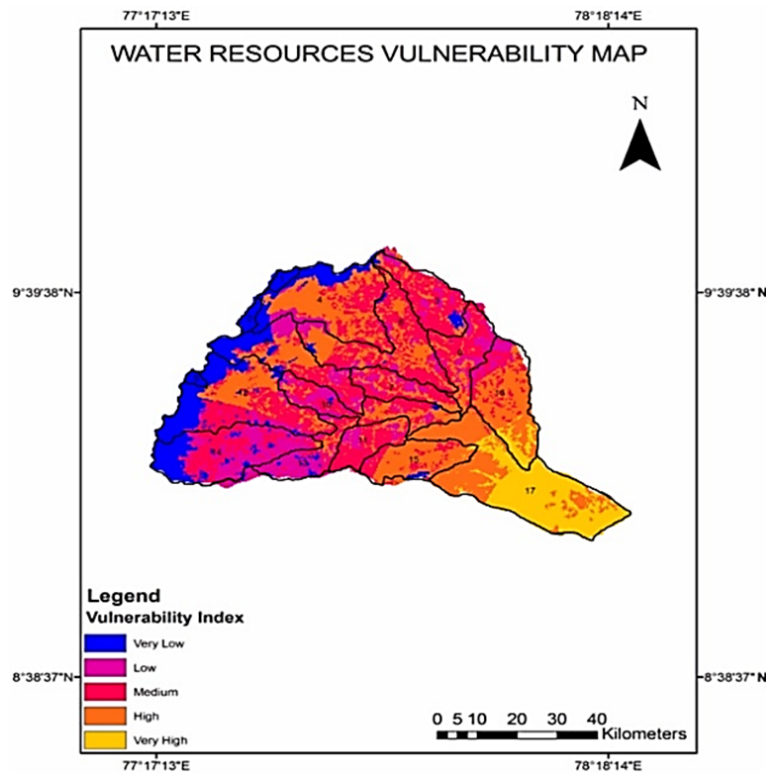 77°17'13"E 78°18'14"E
WATER RESOURCES VULNERABILITY MAP
N
9°39'38"N 9°39'38"N
4
15
17
Legend
Vulnerability Index
Very Low
Low
Medium
High
Very High
8°38'37"N 8°38'37"N
0 5 10 20 30 40
Kilometers
77°17'13"E 78°18'14"E